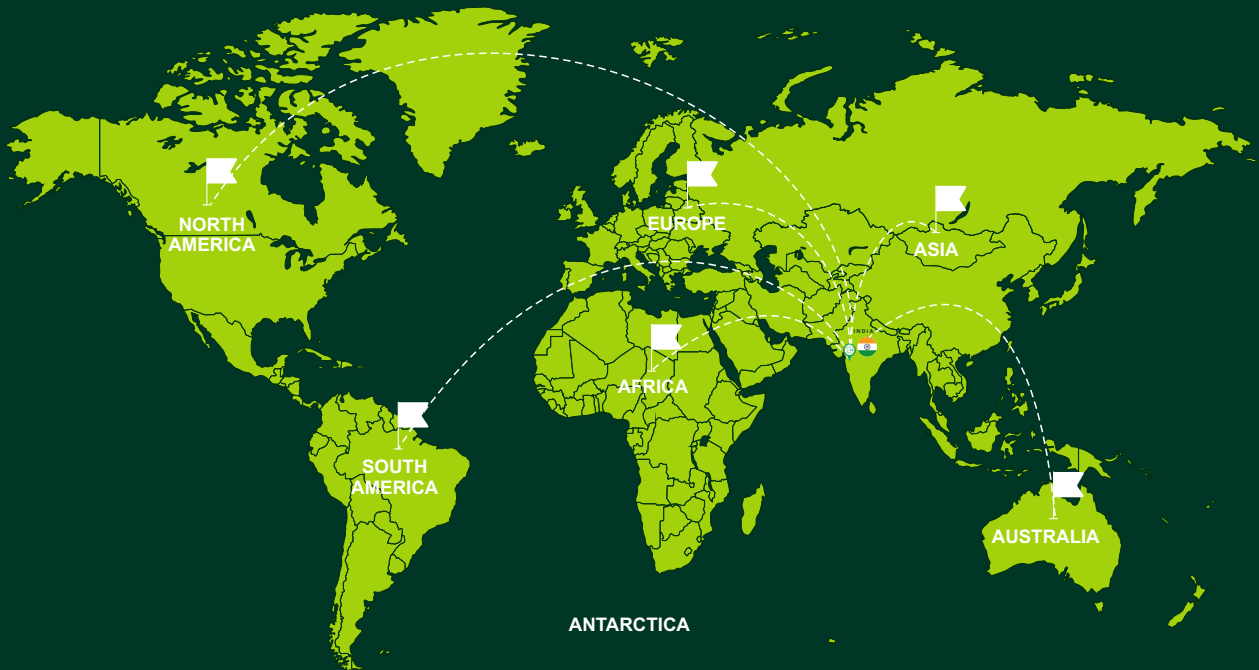 NORTH
AMERICA
EUROPE
ASIA
INDIA
AFRICA
SOUTH
AMERICA
AUSTRALIA
ANTARCTICA